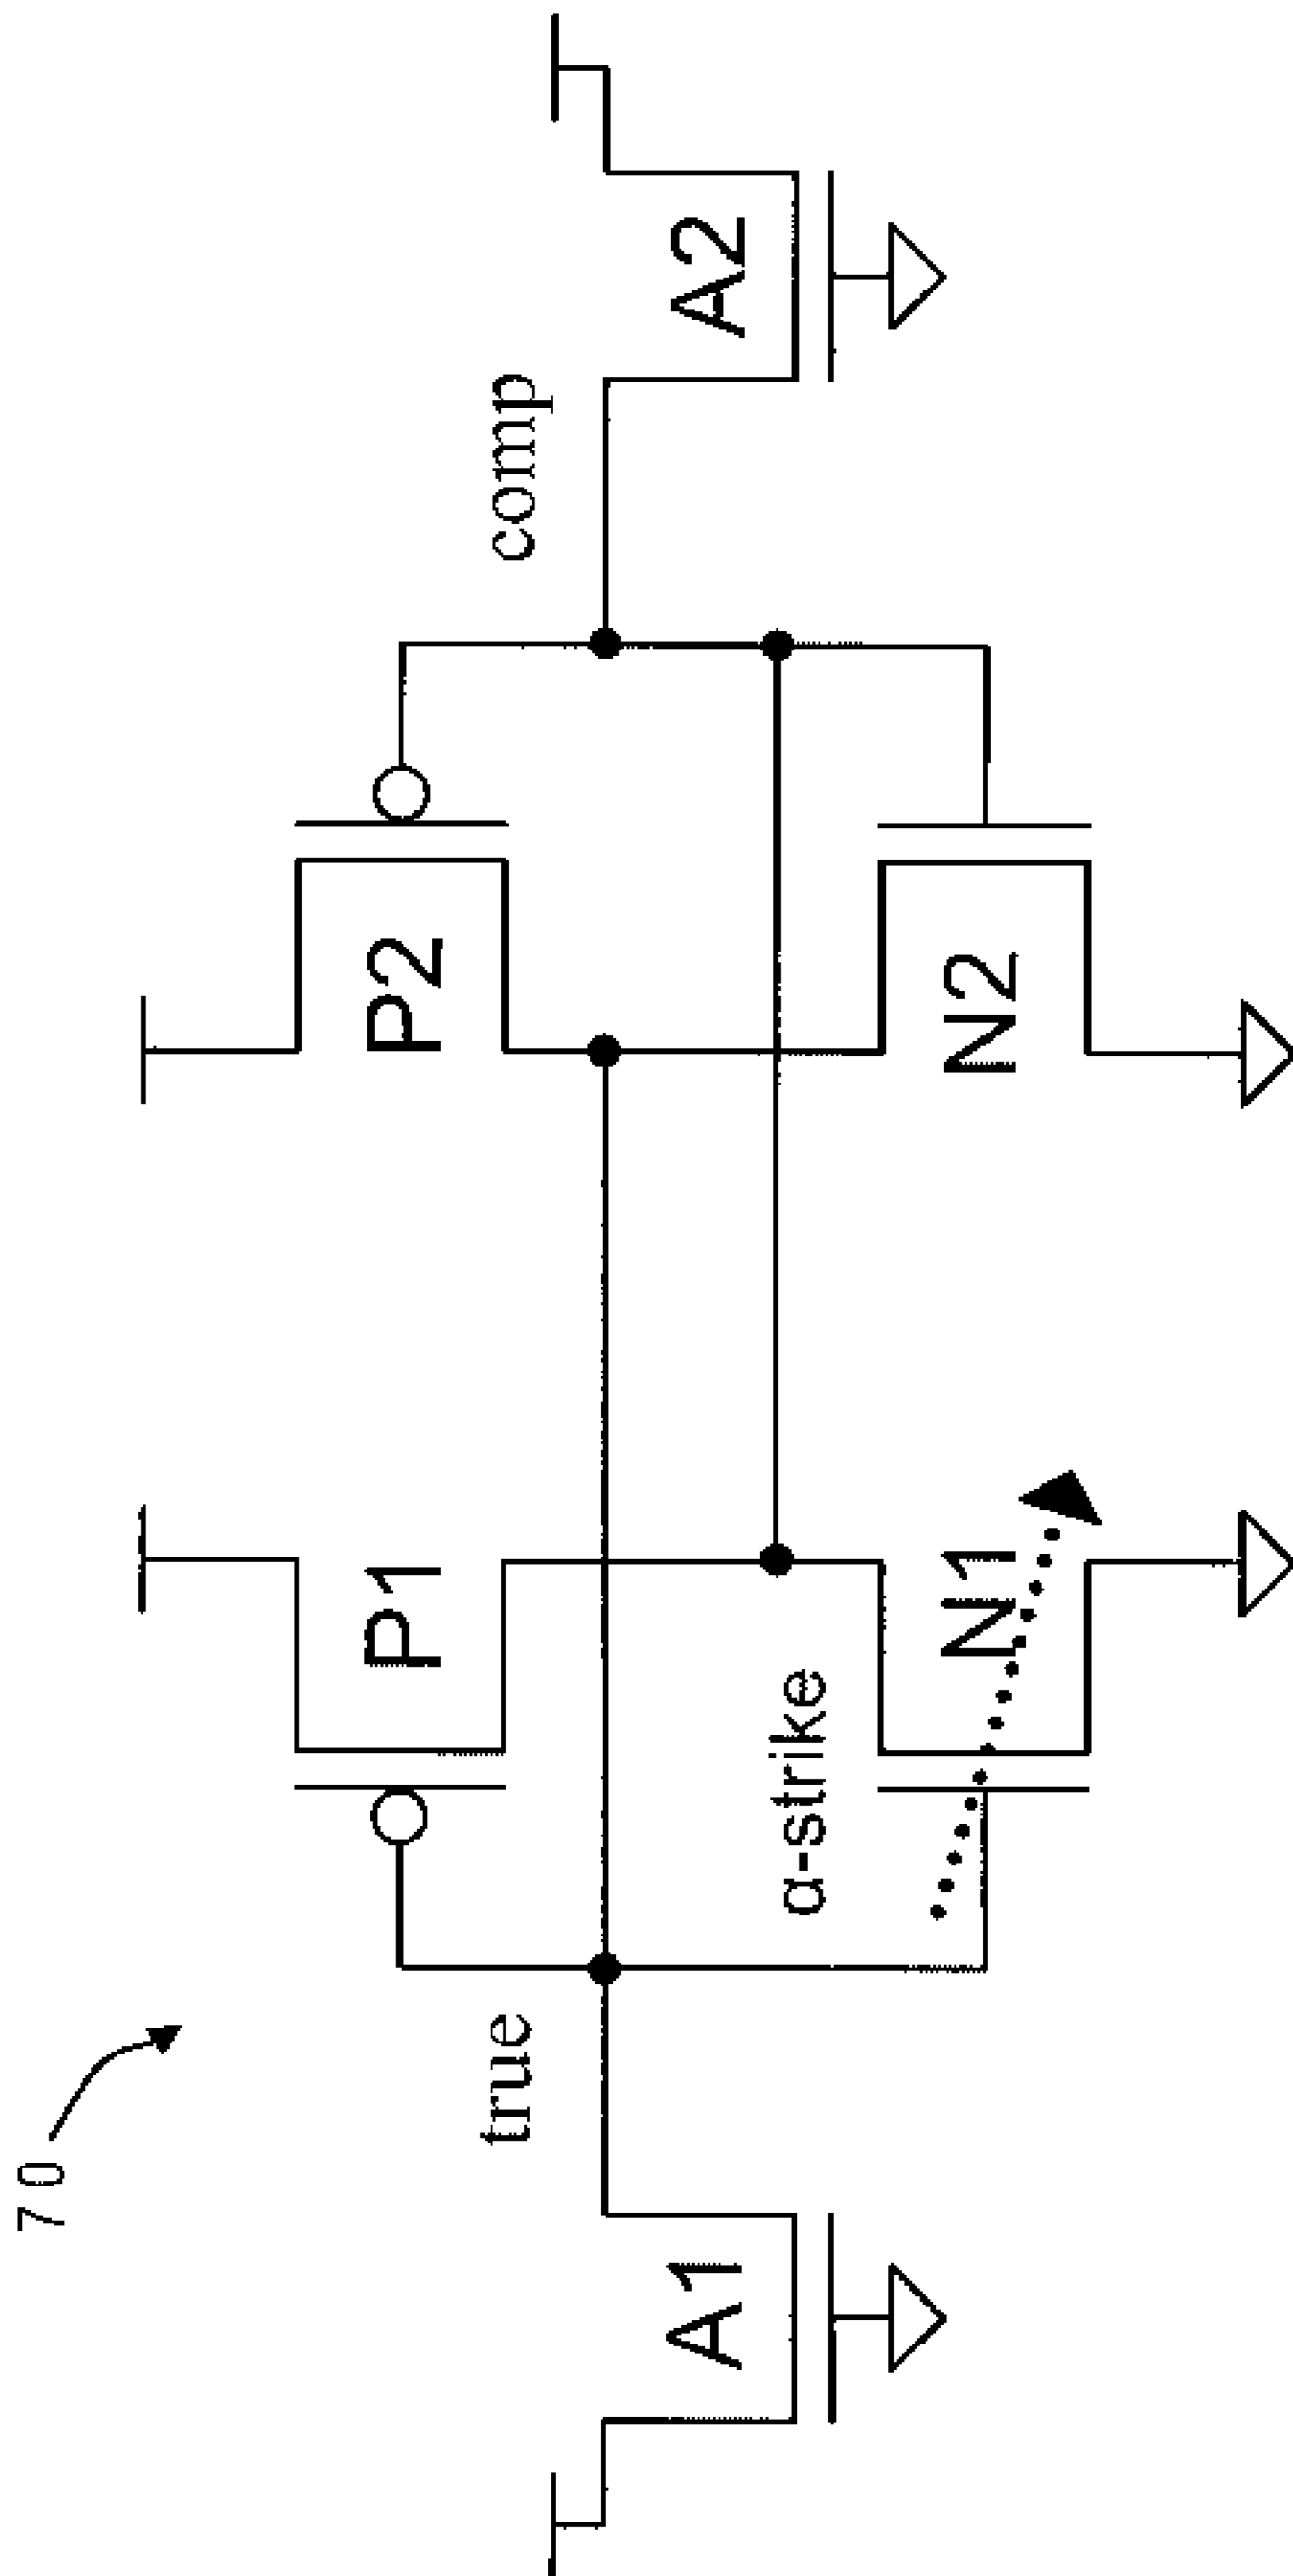 70
true
comp
A1
P1
P2
A2
α-strike
N1
N2